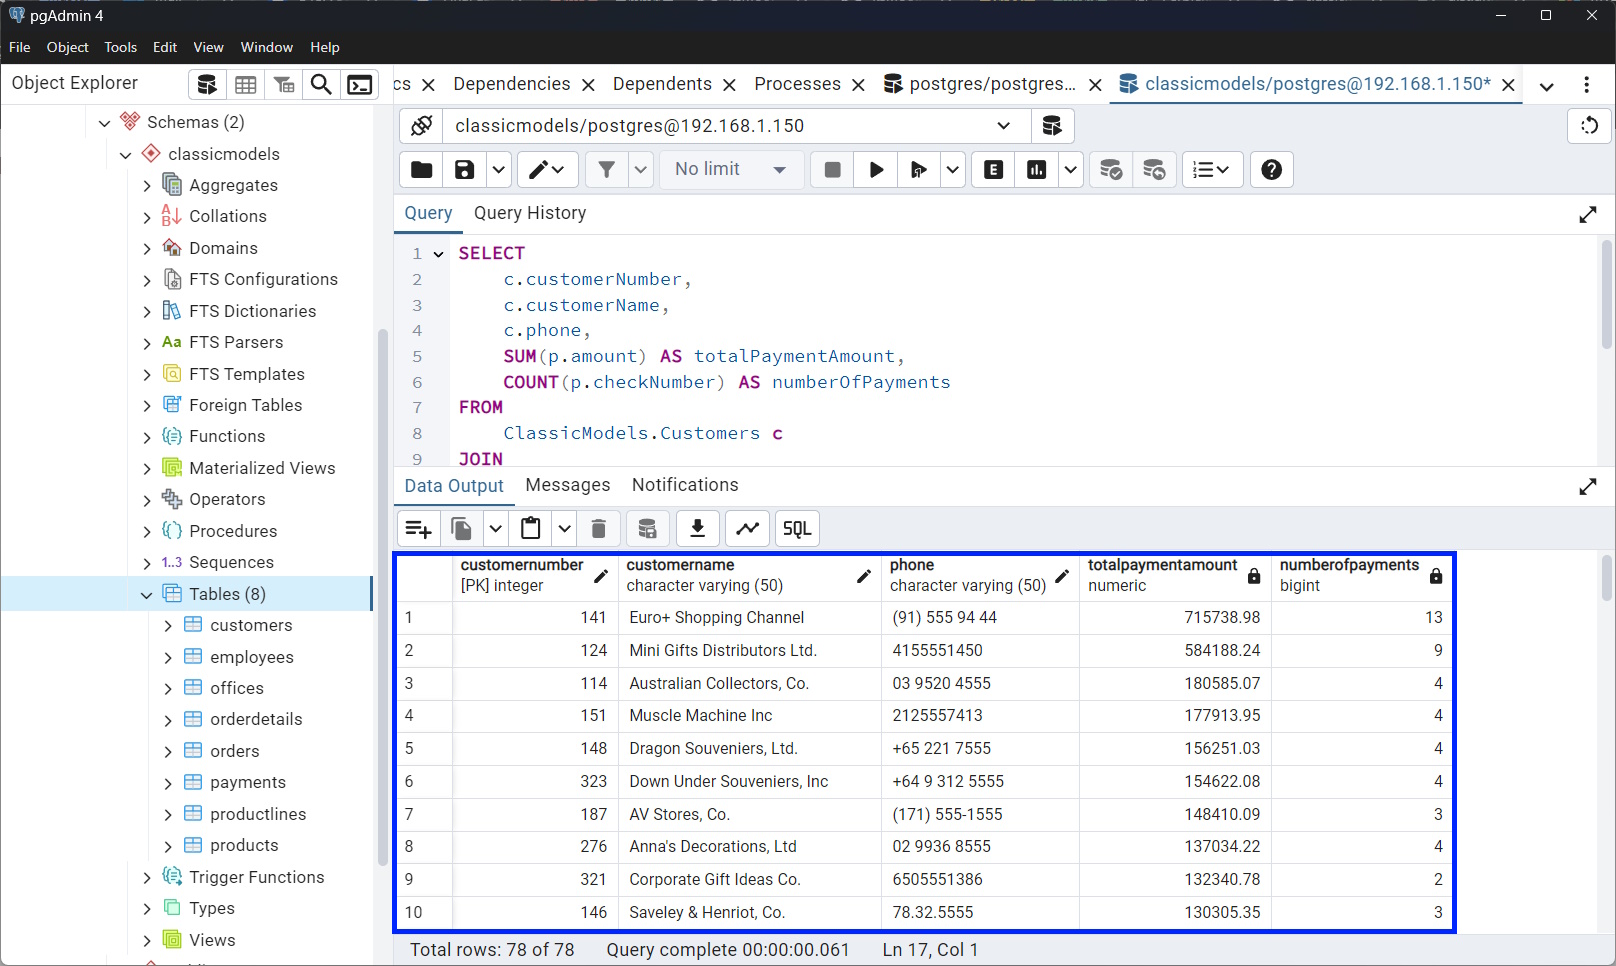 pgAdmin 4
File Object Tools Edit View Window Help
Object Explorer
cs Dependencies Dependents Processes postgres/postgres... classicmodels/postgres@192.168.1.150*
Schemas (2)
classicmodels
Aggregates
Collations
Domains
FTS Configurations
FTS Dictionaries
Aa FTS Parsers
FTS Templates
Foreign Tables
Functions
Materialized Views
Operators
Procedures
1..3 Sequences
Tables (8)
customers
employees
offices
orderdetails
orders
payments
productlines
products
Trigger Functions
Types
Views
classicmodels/postgres@192.168.1.150
No limit
E
Query Query History
1 SELECT
2 c.customerNumber,
3 c.customerName,
4 c.phone,
5 SUM(p.amount) AS totalPaymentAmount,
6 COUNT(p.checkNumber) AS numberOfPayments
7 FROM
8 ClassicModels.Customers c
9 JOIN
Data Output Messages Notifications
SQL
customernumber customername phone totalpaymentamount numberofpayments
[PK] integer character varying (50) character varying (50) numeric bigint
1 141 Euro+ Shopping Channel (91) 555 94 44 715738.98 13
2 124 Mini Gifts Distributors Ltd. 4155551450 584188.24 9
3 114 Australian Collectors, Co. 03 9520 4555 180585.07 4
4 151 Muscle Machine Inc 2125557413 177913.95 4
5 148 Dragon Souveniers, Ltd. +65 221 7555 156251.03 4
6 323 Down Under Souveniers, Inc +64 9 312 5555 154622.08 4
7 187 AV Stores, Co. (171) 555-1555 148410.09 3
8 276 Anna's Decorations, Ltd 02 9936 8555 137034.22 4
9 321 Corporate Gift Ideas Co. 6505551386 132340.78 2
10 146 Saveley & Henriot, Co. 78.32.5555 130305.35 3
Total rows: 78 of 78 Query complete 00:00:00.061 Ln 17, Col 1